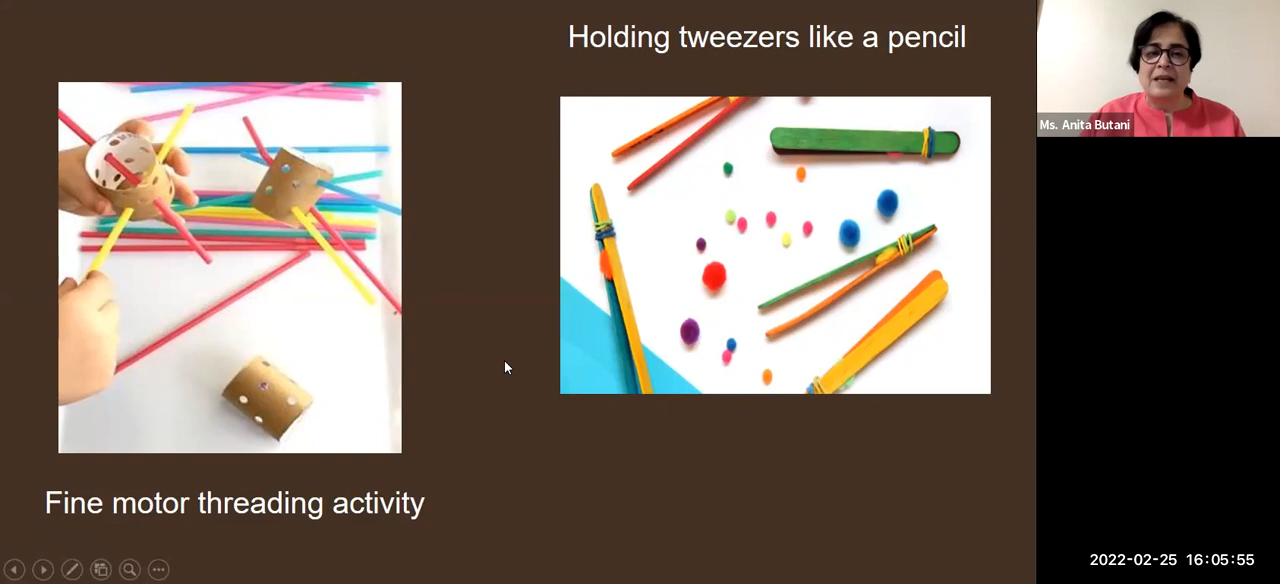 Holding tweezers like a pencil
Ms. Anita Butani
Fine motor threading activity
2022-02-25 16:05:55